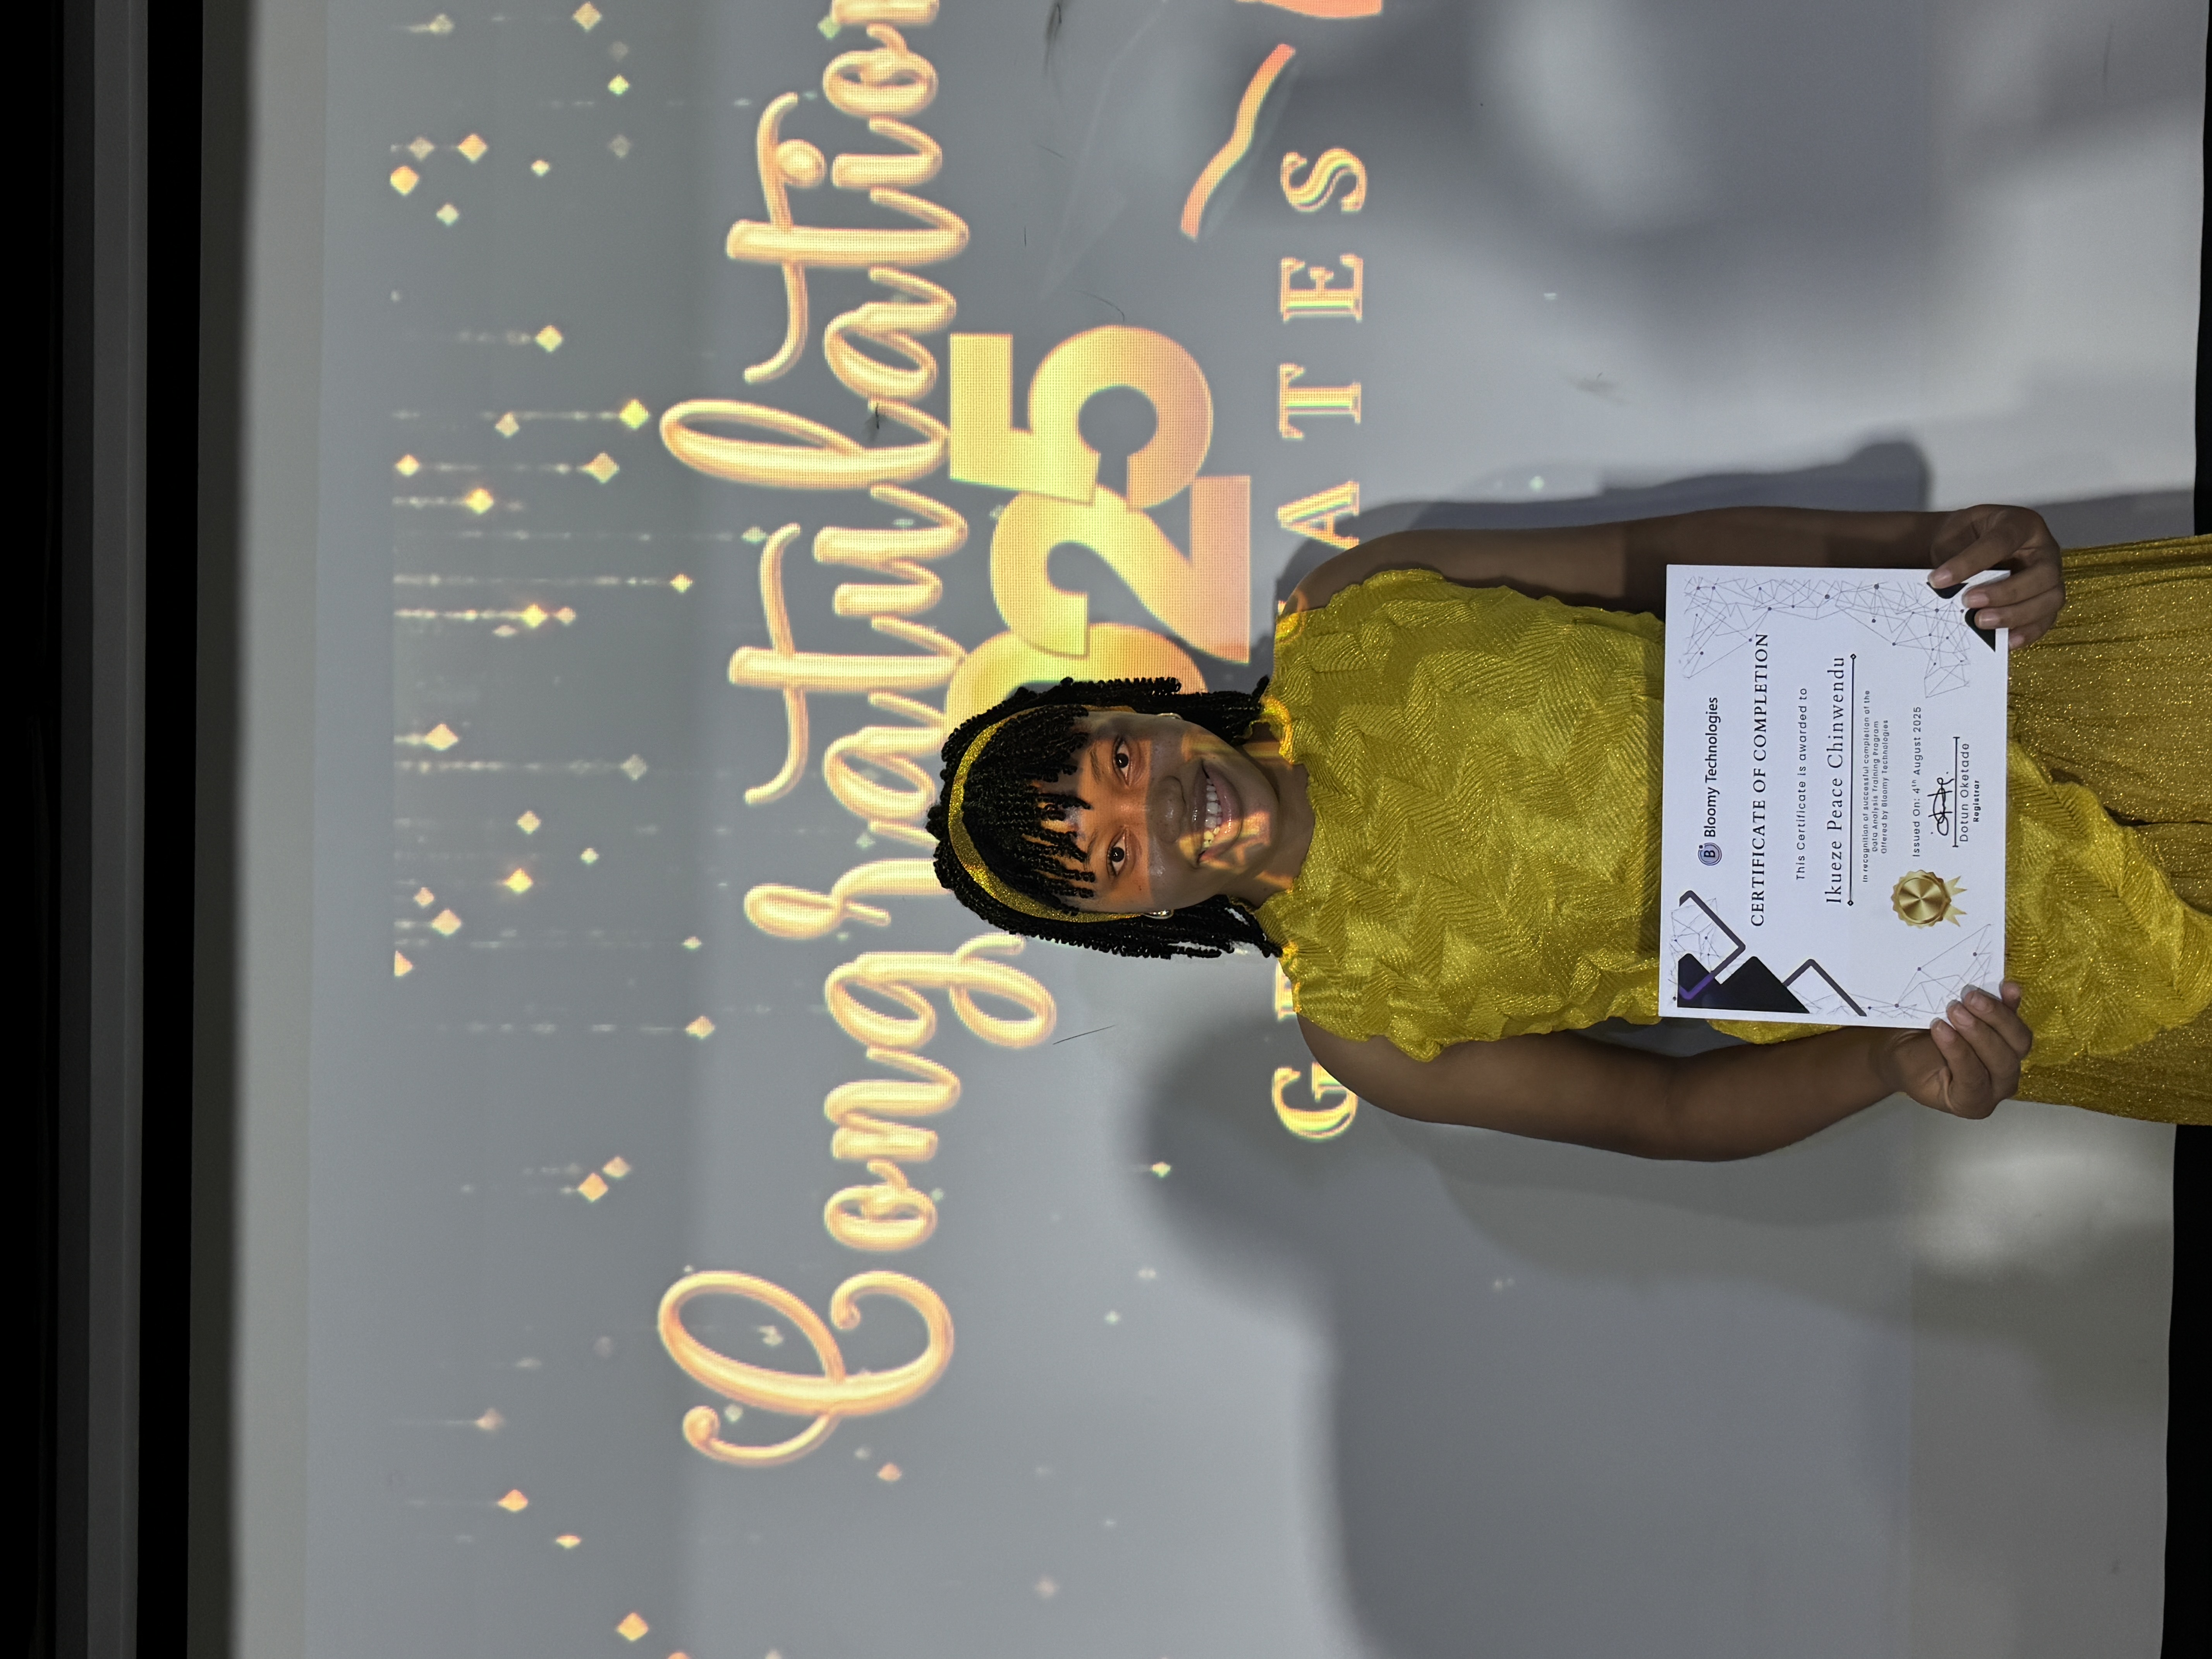 Congratulation
025
G ATES
B Bloomy Technologies
CERTIFICATE OF COMPLETION
This Certificate is awarded to
Ikueze Peace Chinwendu
In recognition of successful completion of the
Data Analysis Training Program
Offered by Bloomy Technologies
Issued On: 4th August 2025
Dotun Oketade
Registrar